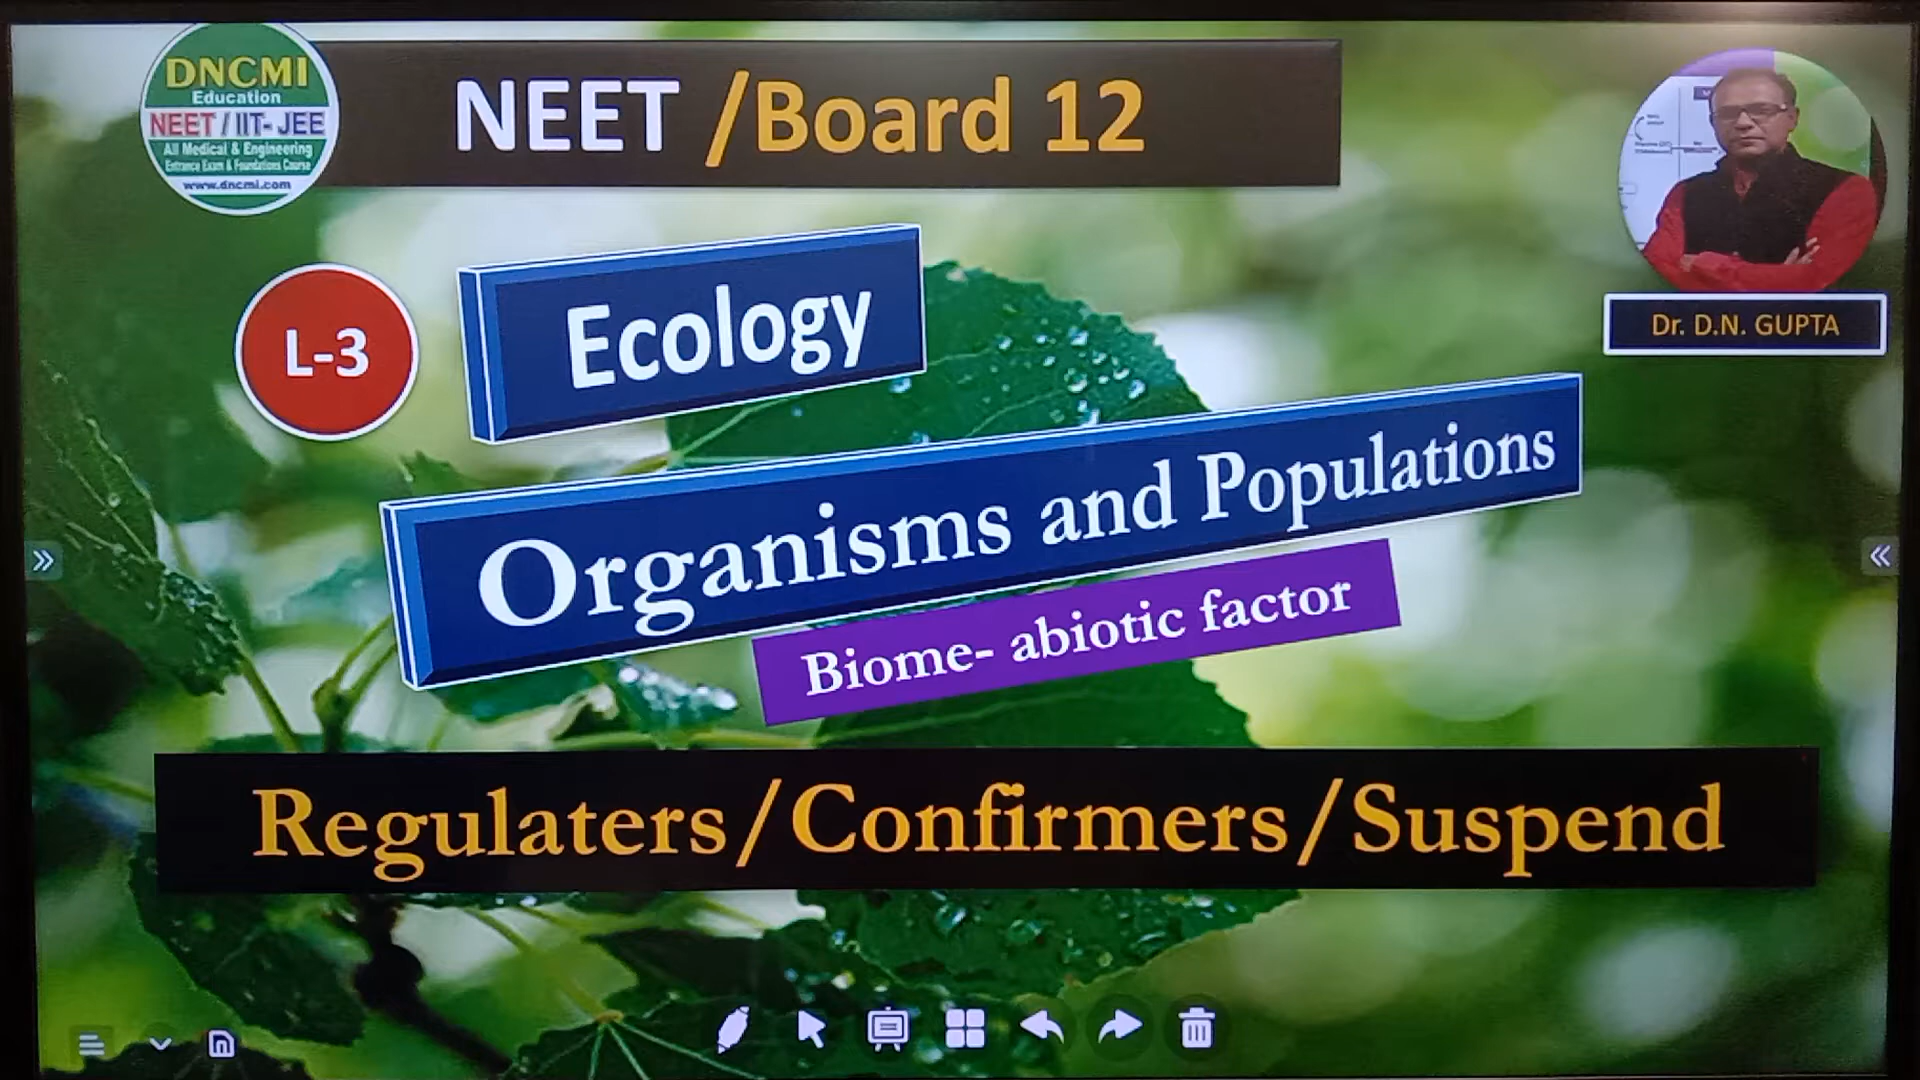 DNCMI
Education
NEET / IIT- JEE
All Medical & Engineering
Entrance Exam & Foundations Course
www.dncmi.com
NEET /Board 12
Dr. D.N. GUPTA
L-3
Ecology
Organisms and Populations
Biome- abiotic factor
Regulaters/Confirmers/Suspend